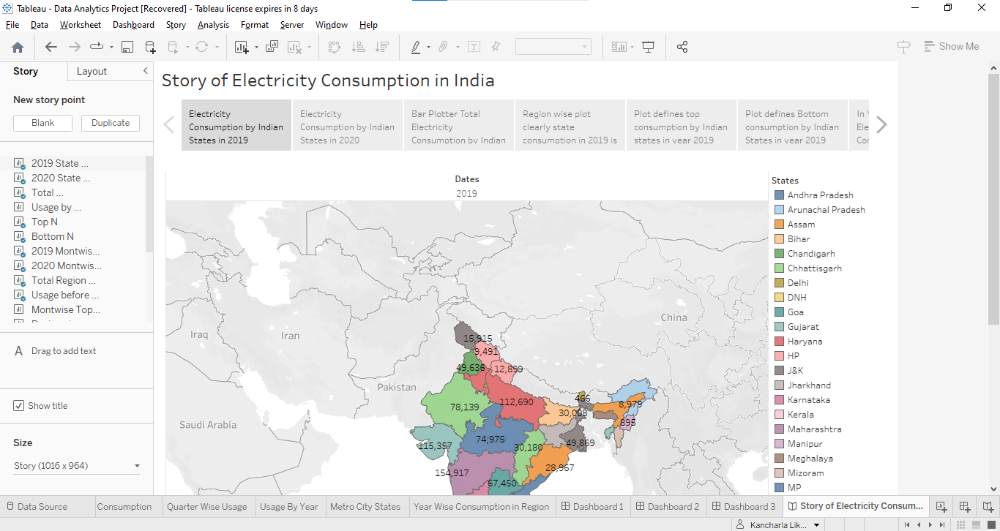 Tableau - Data Analytics Project [Recovered] - Tableau license expires in 8 days
File Data Worksheet Dashboard Story Analysis Format Server Window Help
Show Me
Story Layout
New story point
Blank Duplicate
2019 State ...
2020 State ...
Total ...
Usage by ...
Top N
Bottom N
2019 Montwis...
2020 Montwis...
Total Region ...
Usage before ...
Montwise Top...
A Drag to add text
Show title
Size
Story (1016 x 964)
Story of Electricity Consumption in India
Electricity
Consumption by Indian
States in 2019
Electricity
Consumption by Indian
States in 2020
Bar Plotter Total
Electricity
Consumption by Indian
Region wise plot
clearly state
consumption in 2019 is
Plot defines top
consumption by Indian
states in year 2019
Plot defines Bottom
consumption by Indian
States in year 2019
In Y
Ele
Cor
Dates
2019
China
Iraq
Iran
Pakistan
Saudi Arabia
15,915
9,491
49,636
12,899
78,139
112,690
466
8,979
30,008
895
115,357
74,975
30,180
49,869
154,917
28,967
67,450
States
Andhra Pradesh
Arunachal Pradesh
Assam
Bihar
Chandigarh
Chhattisgarh
Delhi
DNH
Goa
Gujarat
Haryana
HP
J&K
Jharkhand
Karnataka
Kerala
Maharashtra
Manipur
Meghalaya
Mizoram
MP
Data Source Consumption Quarter Wise Usage Usage By Year Metro City States Year Wise Consumption in Region Dashboard 1 Dashboard 2 Dashboard 3 Story of Electricity Consum...
Kancharla Lik...